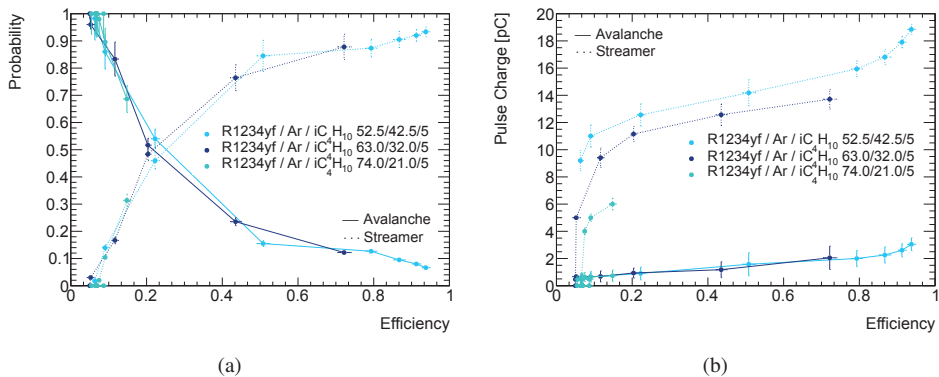 Probability
1
0.9
0.8
0.7
0.6
0.5
0.4
0.3
0.2
0.1
0
R1234yf / Ar / iC4H10 52.5/42.5/5
R1234yf / Ar / iC4H10 63.0/32.0/5
R1234yf / Ar / iC4H10 74.0/21.0/5
Avalanche
Streamer
0 0.2 0.4 0.6 0.8 1
Efficiency
(a)
Pulse Charge [pC]
20
18
16
14
12
10
8
6
4
2
0
Avalanche
Streamer
R1234yf / Ar / iC4H10 52.5/42.5/5
R1234yf / Ar / iC4H10 63.0/32.0/5
R1234yf / Ar / iC4H10 74.0/21.0/5
0 0.2 0.4 0.6 0.8 1
Efficiency
(b)